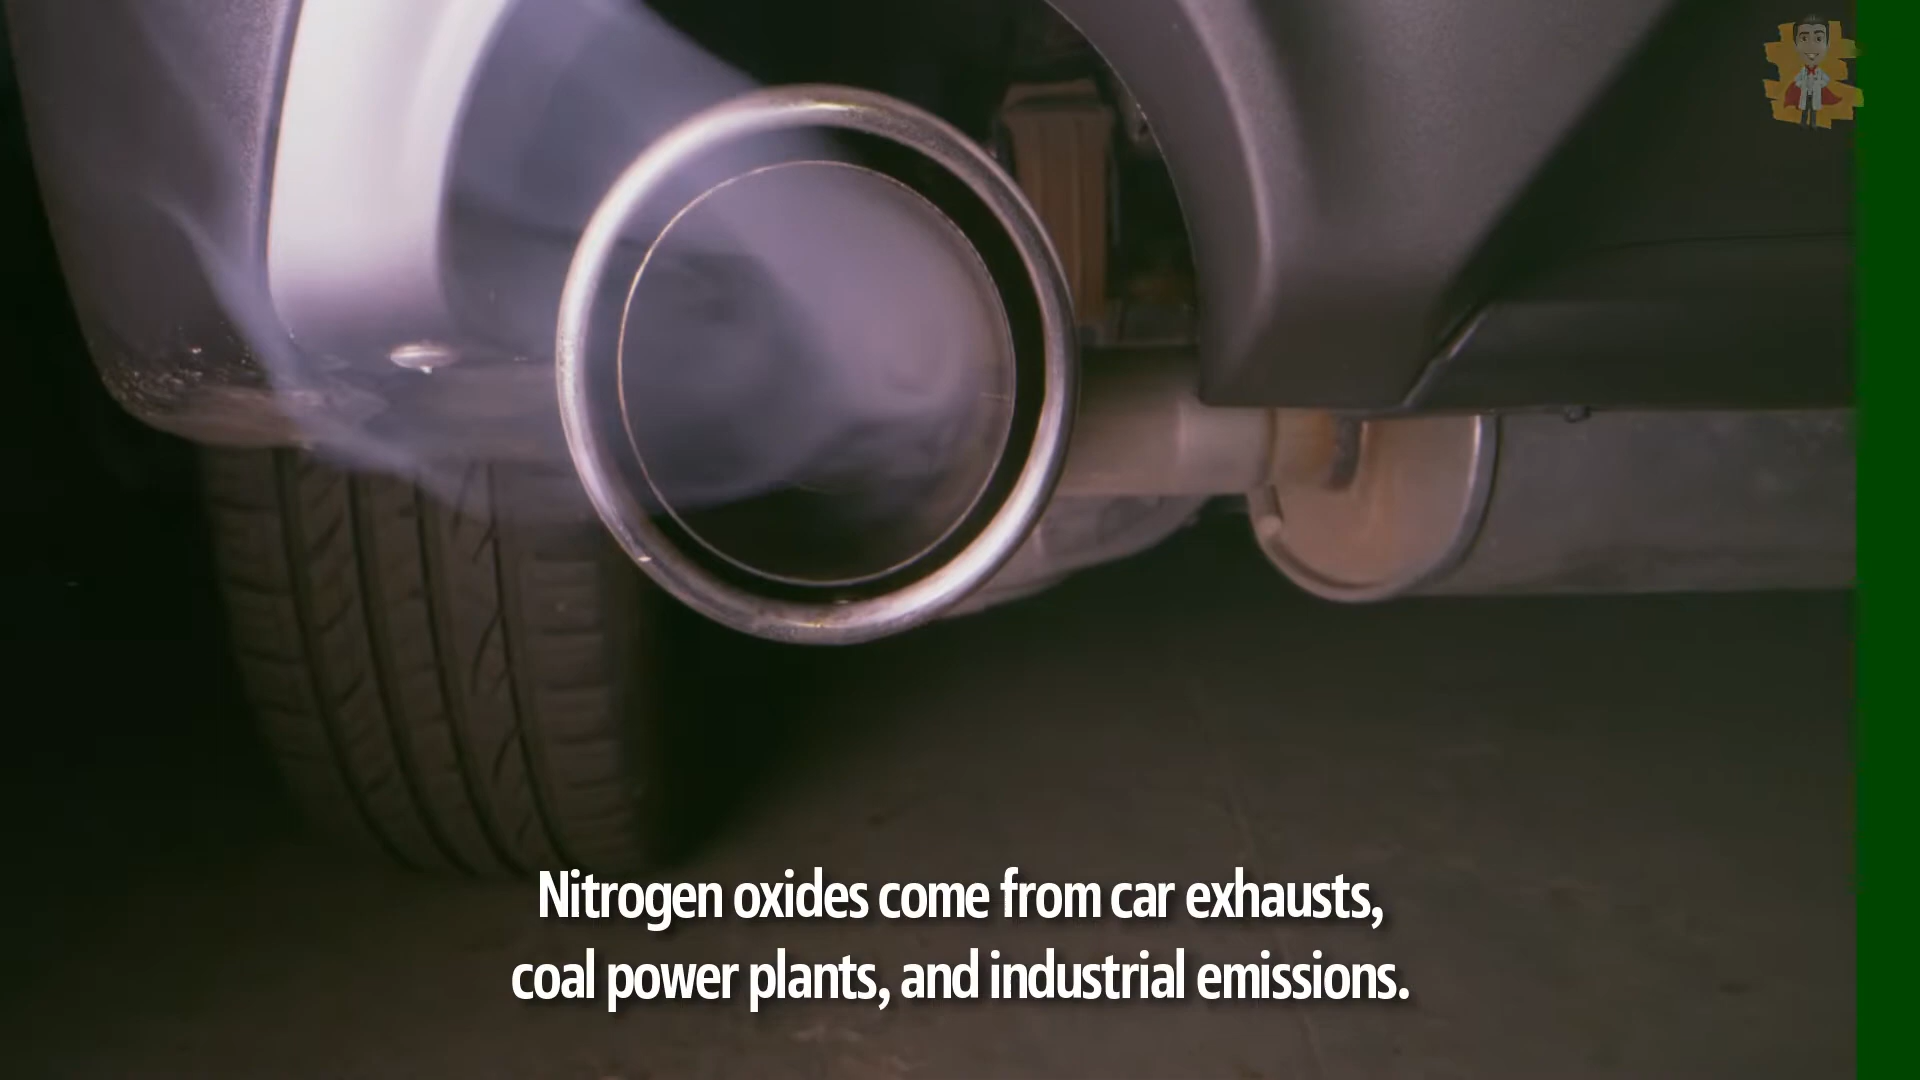 Nitrogen oxides come from car exhausts,
coal power plants, and industrial emissions.